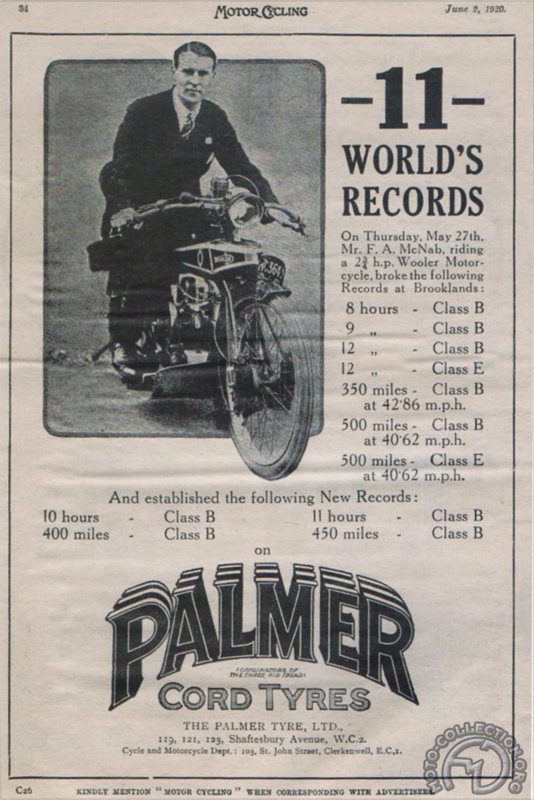 34
MOTOR CYCLING
June 2, 1920.
-11-
WORLD'S
RECORDS
On Thursday, May 27th,
Mr. F. A. McNab, riding
a 2¾ h.p. Wooler Motor-
cycle, broke the following
Records at Brooklands:
8 hours - Class B
9 „ - Class B
12 „ - Class B
12 „ - Class E
350 miles - Class B
at 42·86 m.p.h.
500 miles - Class B
at 40·62 m.p.h.
500 miles - Class E
at 40·62 m.p.h.
And established the following New Records:
10 hours - Class B 11 hours - Class B
400 miles - Class B 450 miles - Class B
on
PALMER
CORD TYRES
THE PALMER TYRE, LTD.,
119, 121, 123, Shaftesbury Avenue, W.C.2.
Cycle and Motorcycle Dept.: 103, St. John Street, Clerkenwell, E.C.1.
C26
KINDLY MENTION "MOTOR CYCLING" WHEN CORRESPONDING WITH ADVERTISERS
MOTO-COLLECTION.ORG